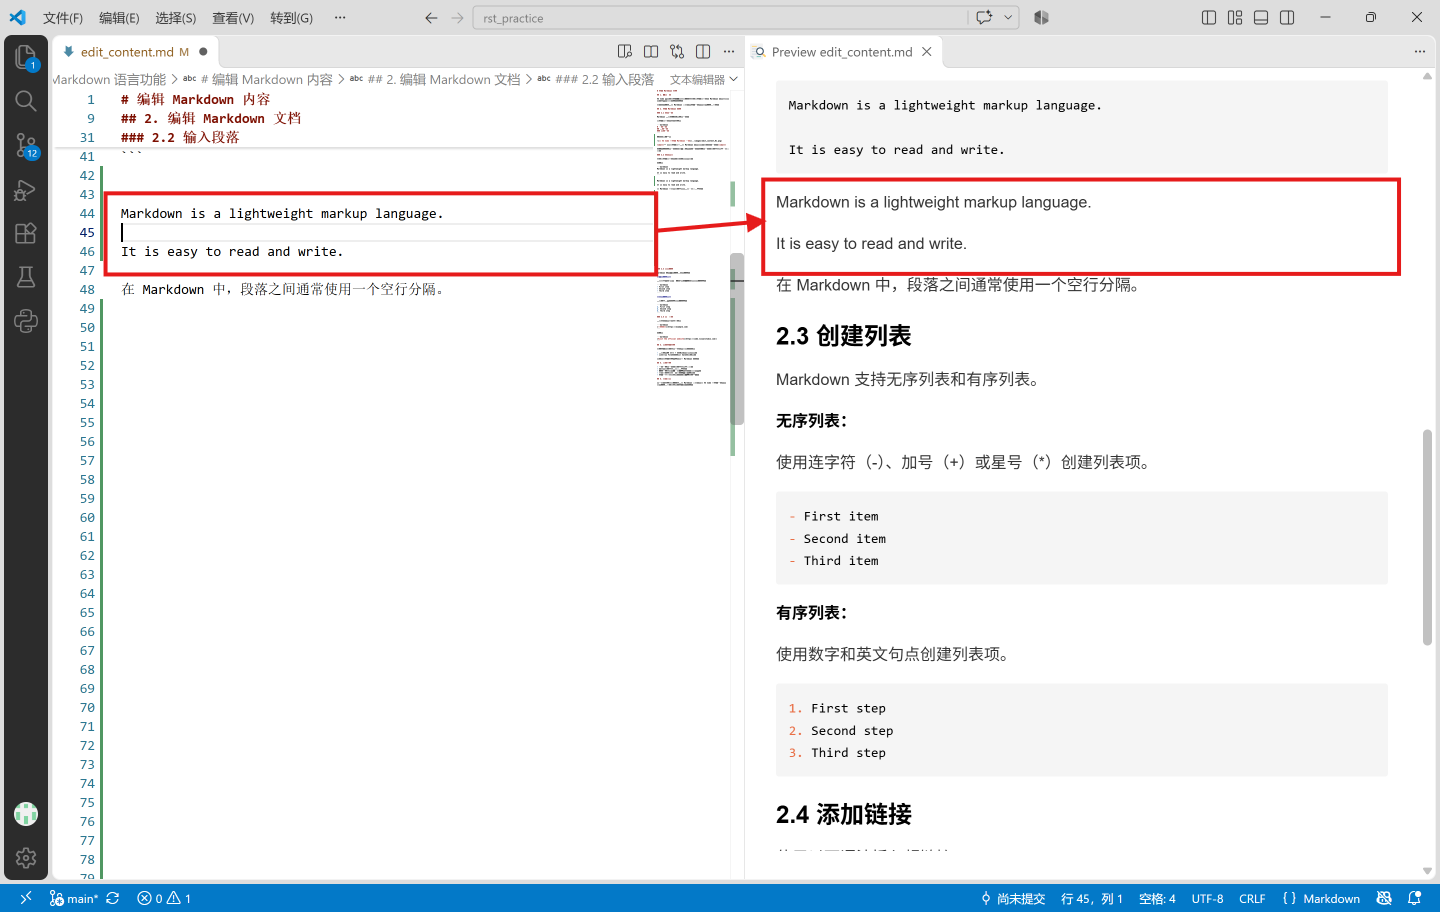 文件(F) 编辑(E) 选择(S) 查看(V) 转到(G) ··· rst_practice
edit_content.md M
Markdown 语言功能 > abc # 编辑 Markdown 内容 > abc ## 2. 编辑 Markdown 文档 > abc ### 2.2 输入段落 文本编辑器
1 # 编辑 Markdown 内容
9 ## 2. 编辑 Markdown 文档
31 ### 2.2 输入段落
41 ```
42
43
44 Markdown is a lightweight markup language.
45
46 It is easy to read and write.
47
48 在 Markdown 中，段落之间通常使用一个空行分隔。
49
50
51
52
53
54
55
56
57
58
59
60
61
62
63
64
65
66
67
68
69
70
71
72
73
74
75
76
77
78
79
1
12
Preview edit_content.md
Markdown is a lightweight markup language.
It is easy to read and write.
Markdown is a lightweight markup language.
It is easy to read and write.
在 Markdown 中，段落之间通常使用一个空行分隔。
2.3 创建列表
Markdown 支持无序列表和有序列表。
无序列表：
使用连字符（-）、加号（+）或星号（*）创建列表项。
- First item
- Second item
- Third item
有序列表：
使用数字和英文句点创建列表项。
1. First step
2. Second step
3. Third step
2.4 添加链接
main* 0 1 尚未提交 行 45，列 1 空格: 4 UTF-8 CRLF { } Markdown